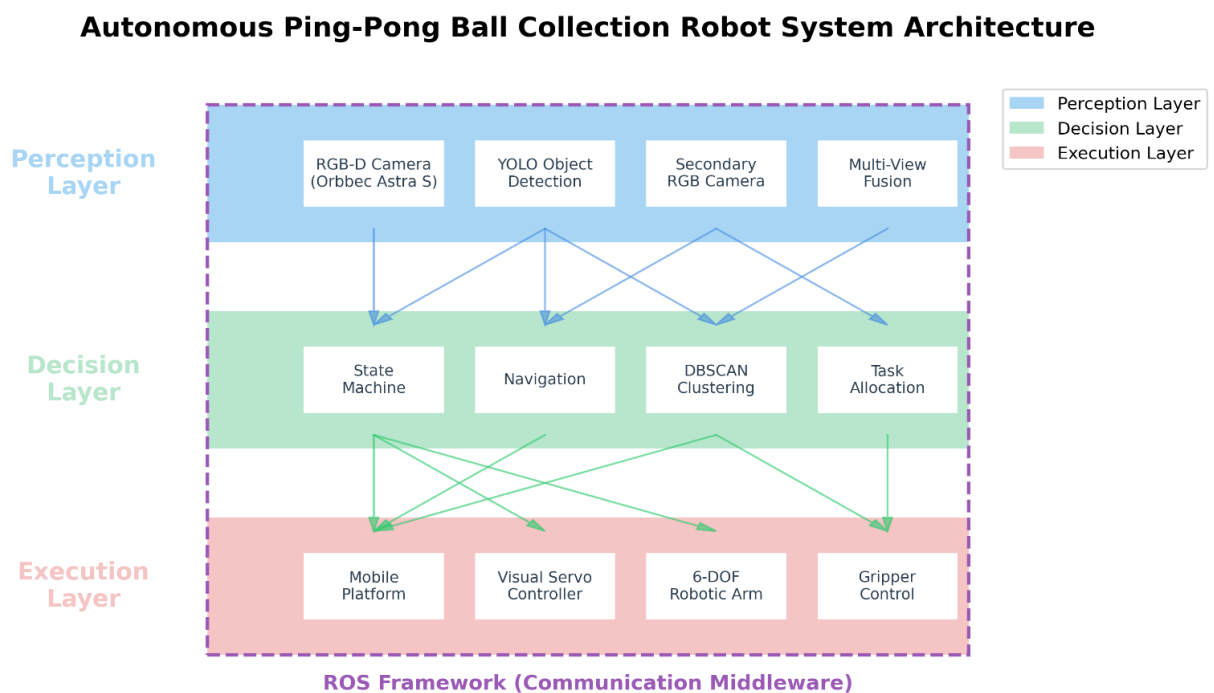 Autonomous Ping-Pong Ball Collection Robot System Architecture
Perception Layer
Decision Layer
Execution Layer
Perception
Layer
RGB-D Camera
(Orbbec Astra S)
YOLO Object
Detection
Secondary
RGB Camera
Multi-View
Fusion
Decision
Layer
State
Machine
Navigation
DBSCAN
Clustering
Task
Allocation
Execution
Layer
Mobile
Platform
Visual Servo
Controller
6-DOF
Robotic Arm
Gripper
Control
ROS Framework (Communication Middleware)